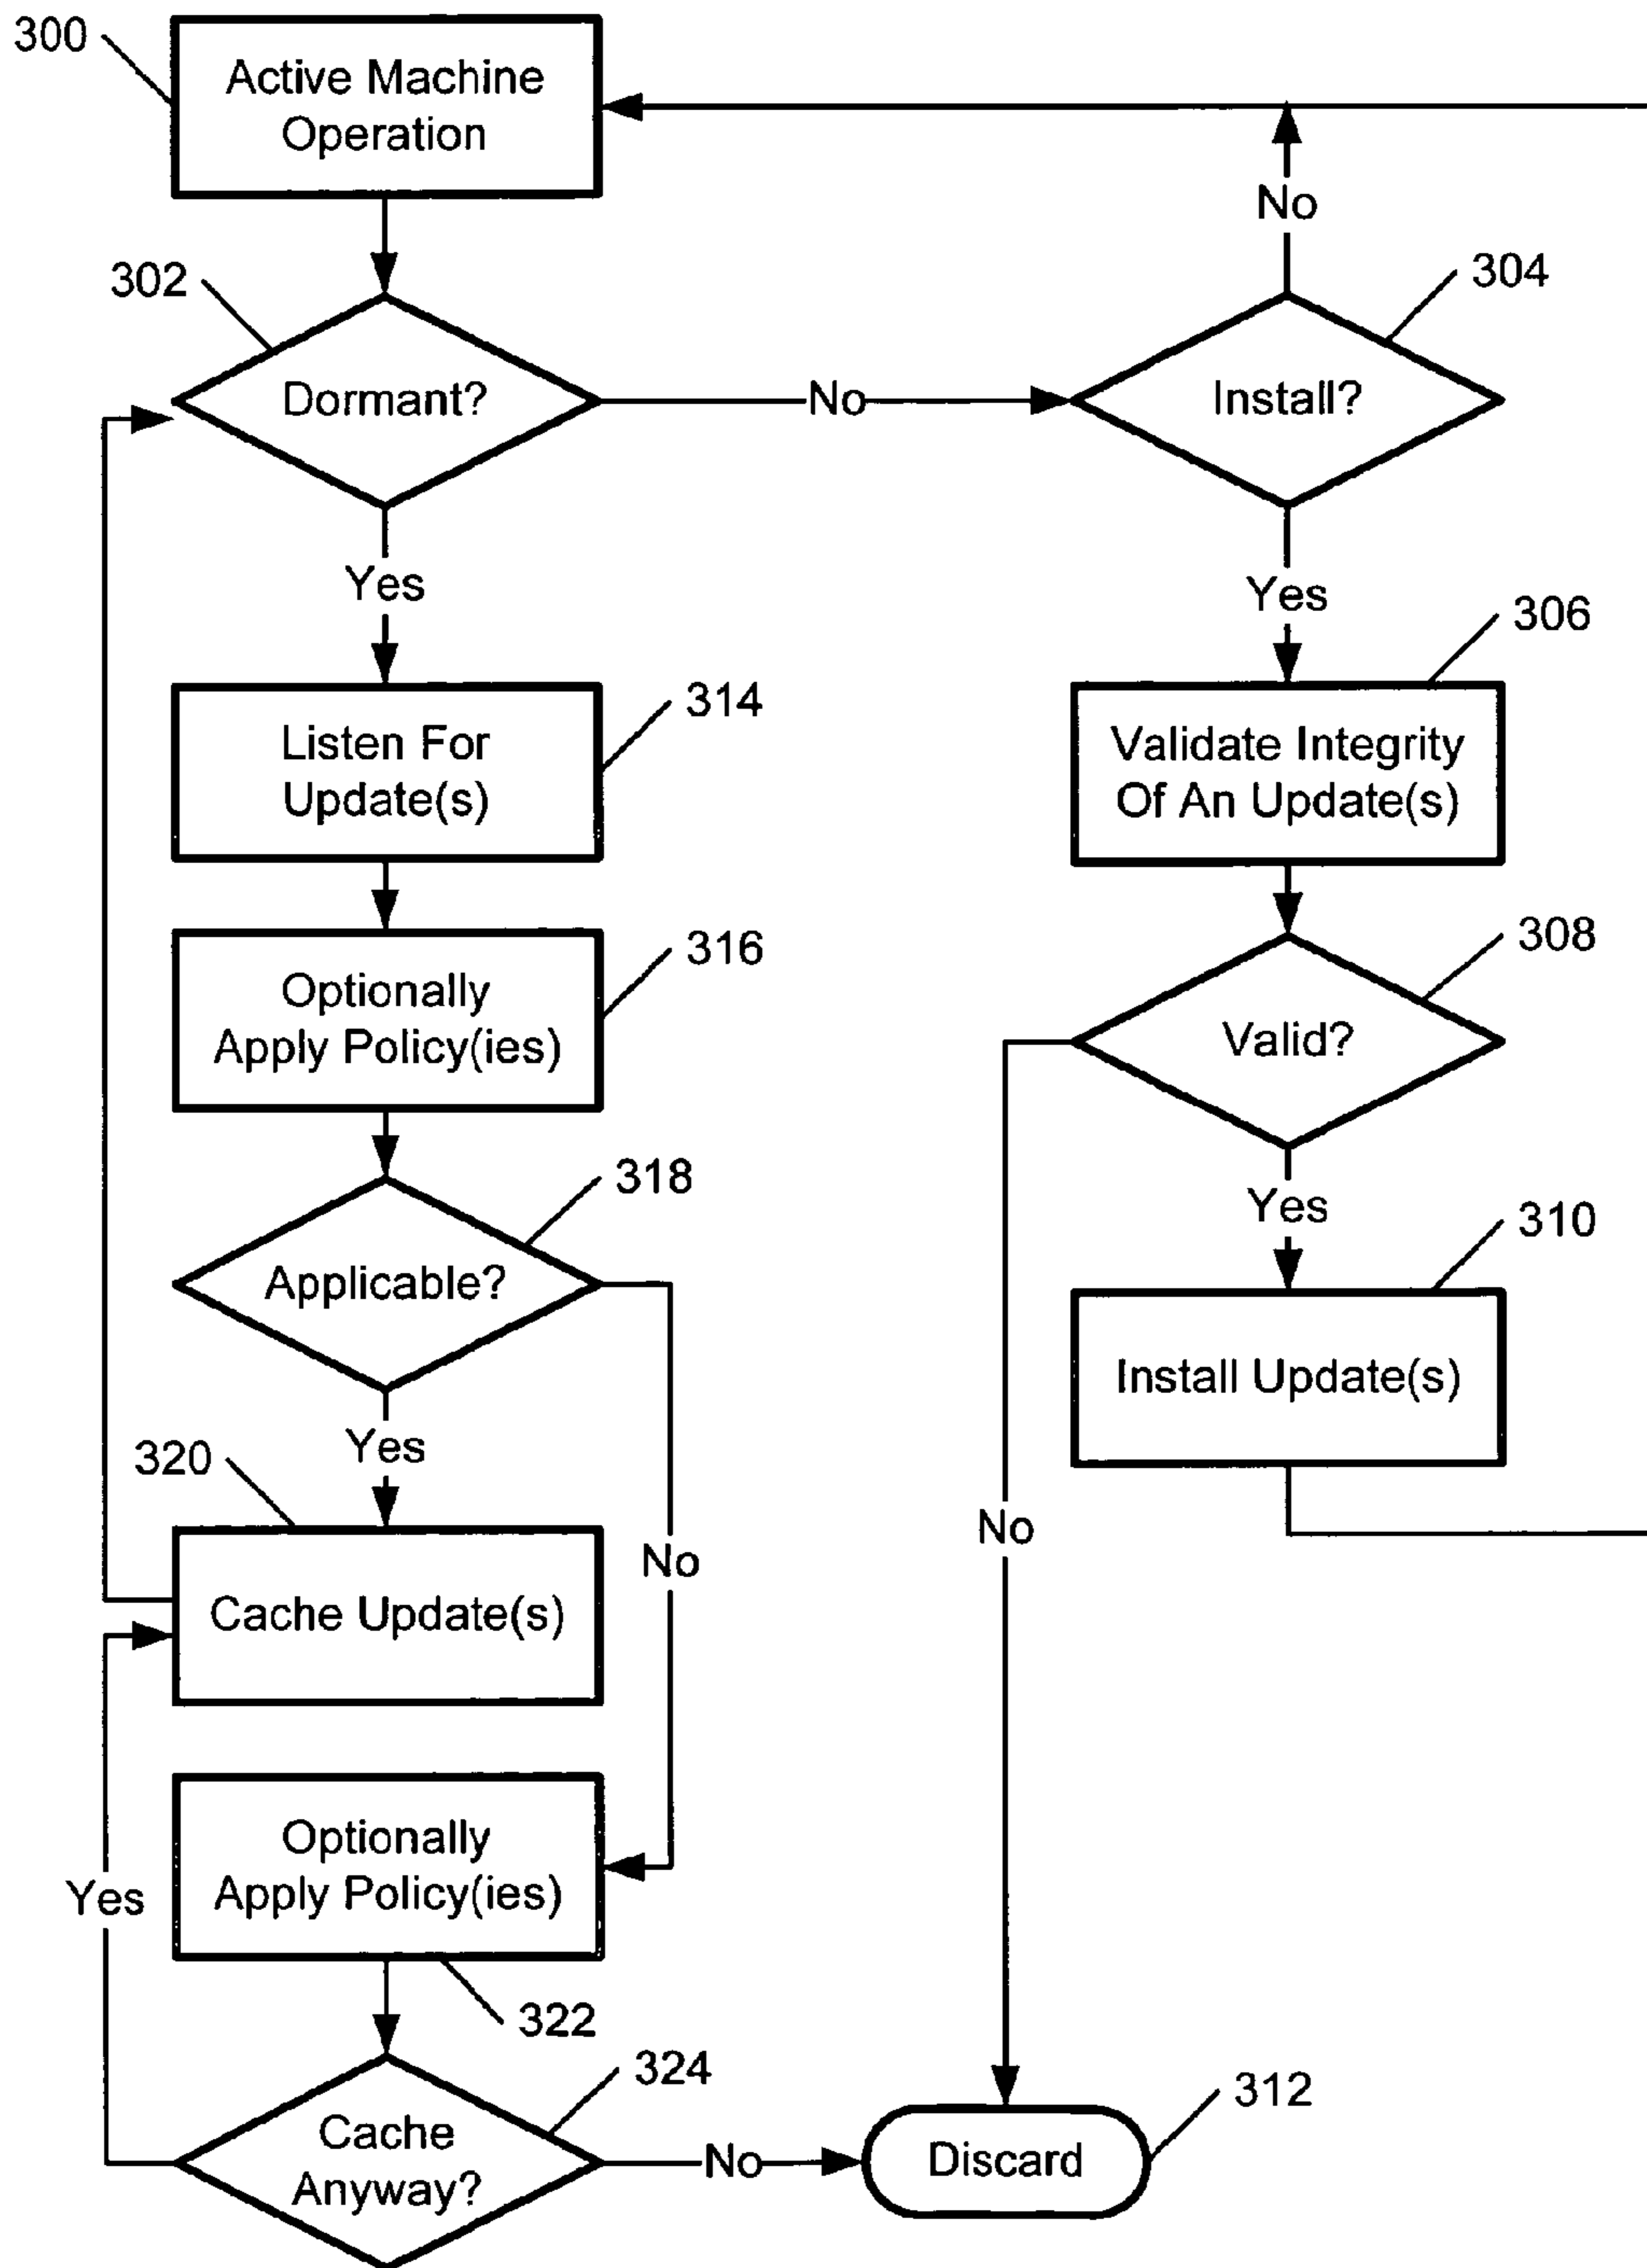 300
Active Machine
Operation
No
302
304
Dormant?
No
Install?
Yes
Yes
306
314
Listen For
Update(s)
Validate Integrity
Of An Update(s)
316
308
Optionally
Apply Policy(ies)
Valid?
318
Yes
310
Applicable?
Install Update(s)
Yes
320
No
No
Cache Update(s)
Optionally
Apply Policy(ies)
Yes
322
324
312
Cache
Anyway?
No
Discard